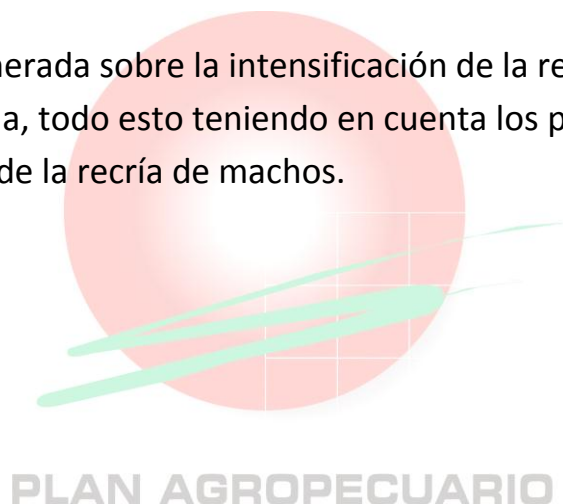 nerada sobre la intensificación de la re
a, todo esto teniendo en cuenta los p
de la recría de machos.
PLAN AGROPECUARIO